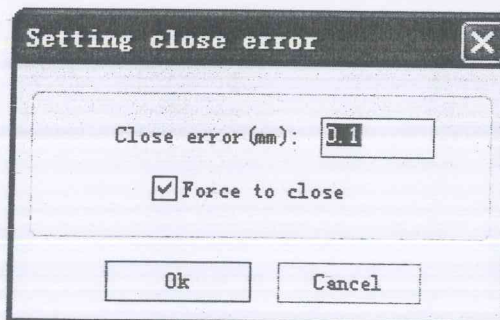 Setting close error
Close error(mm): 0.1
Force to close
Ok
Cancel